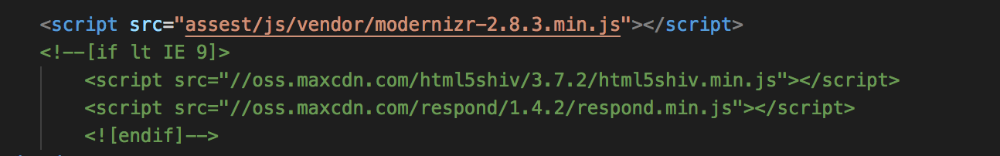 <script src="assest/js/vendor/modernizr-2.8.3.min.js"></script>
<!--[if lt IE 9]>
<script src="//oss.maxcdn.com/html5shiv/3.7.2/html5shiv.min.js"></script>
<script src="//oss.maxcdn.com/respond/1.4.2/respond.min.js"></script>
<![endif]-->